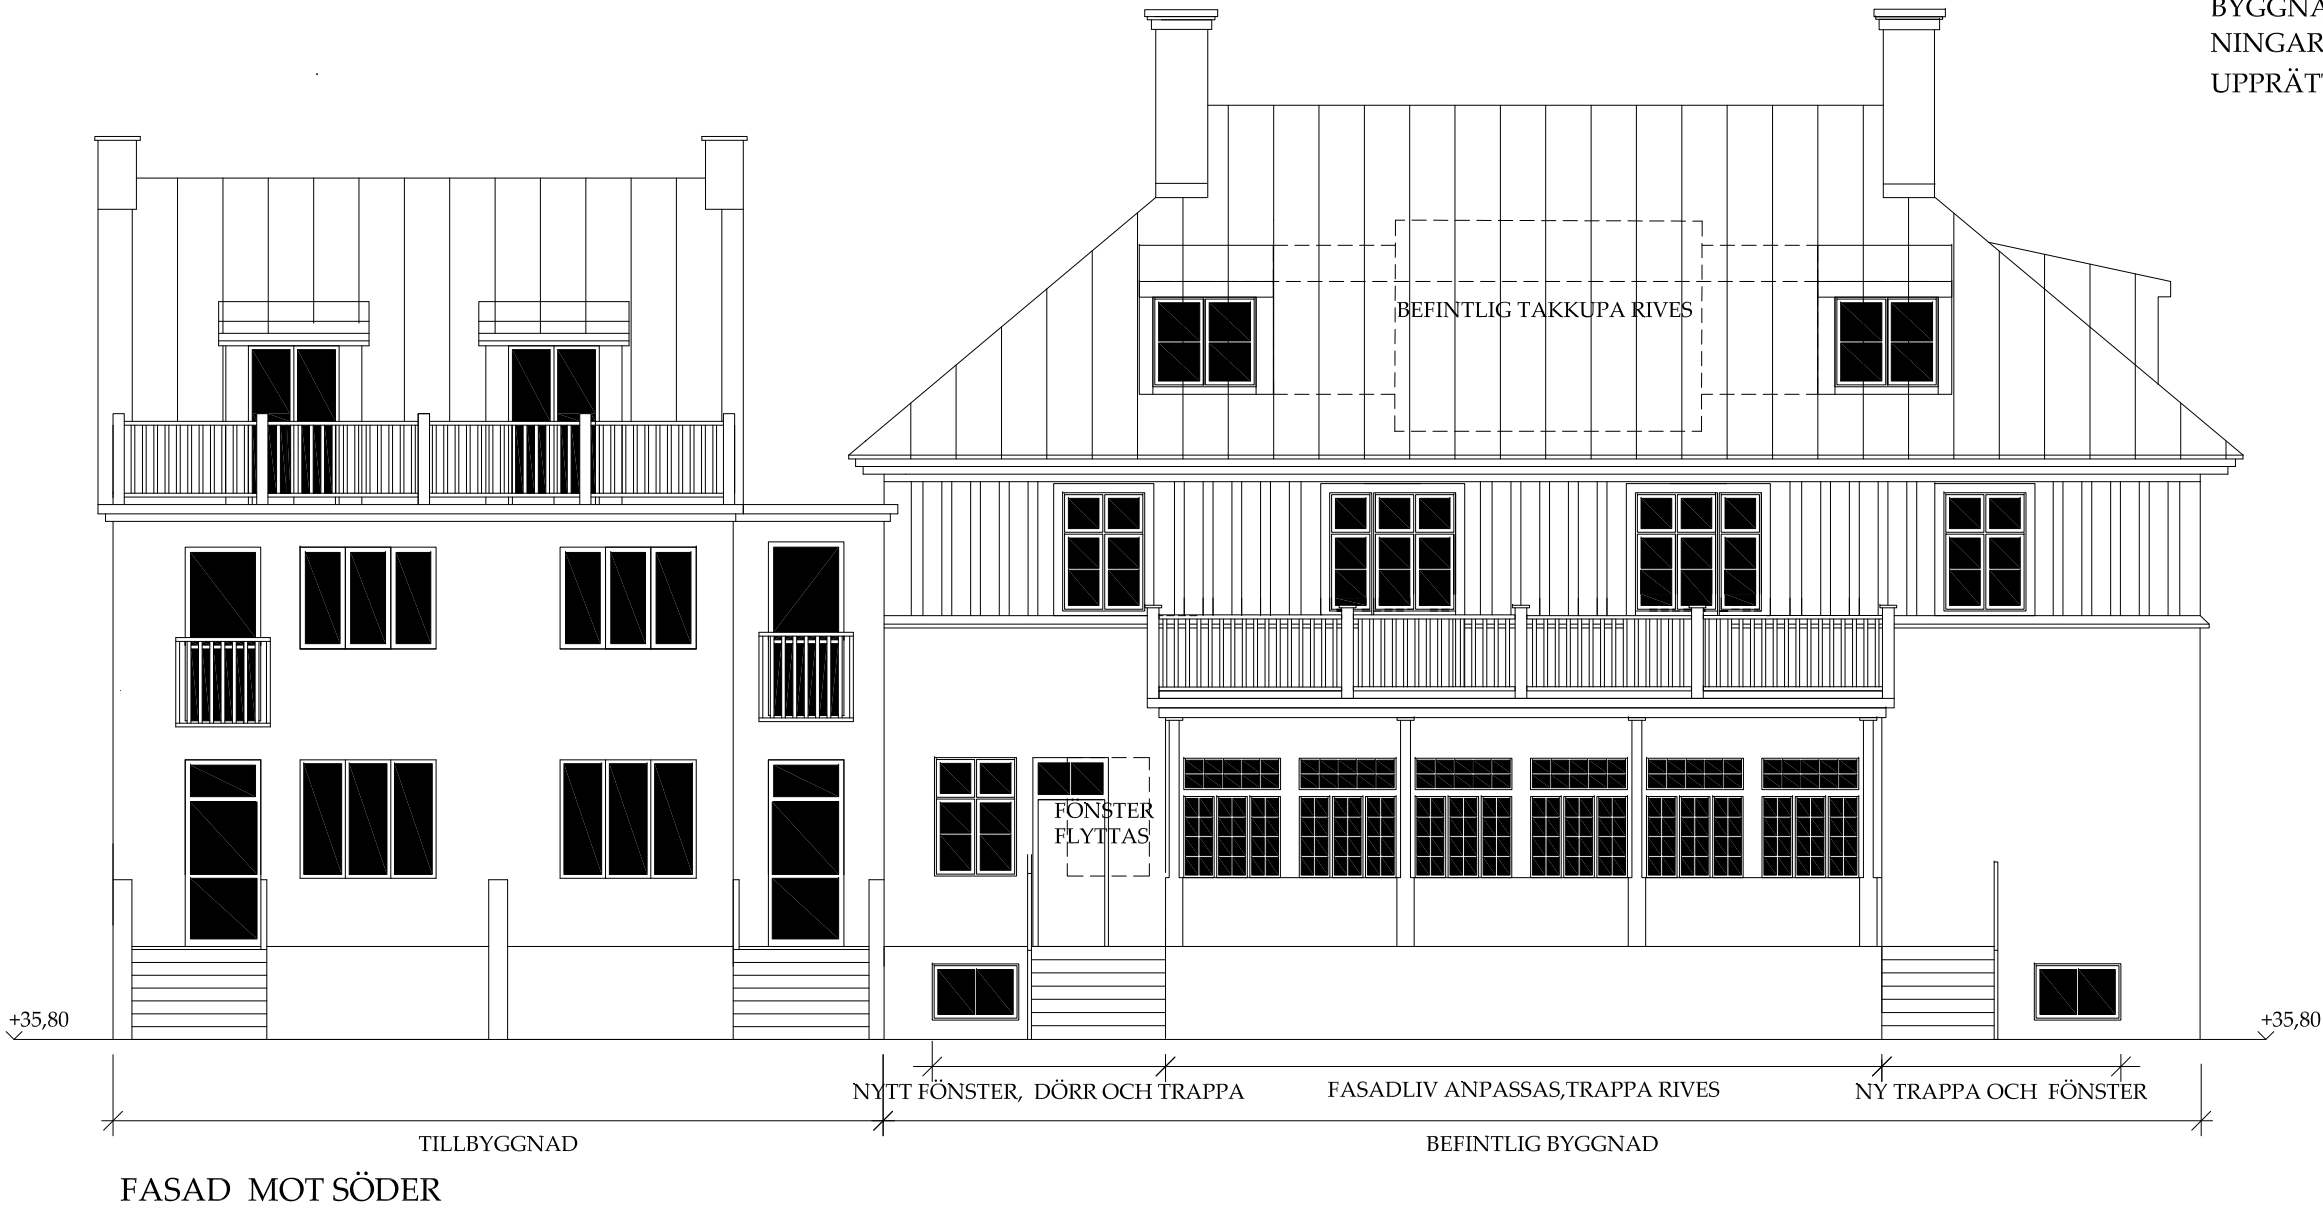 BYGGNA
NINGAR
UPPRÄT
BEFINTLIG TAKKUPA RIVES
FÖNSTER
FLYTTAS
+35,80
+35,80
NYTT FÖNSTER, DÖRR OCH TRAPPA
FASADLIV ANPASSAS,TRAPPA RIVES
NY TRAPPA OCH FÖNSTER
TILLBYGGNAD
BEFINTLIG BYGGNAD
FASAD MOT SÖDER